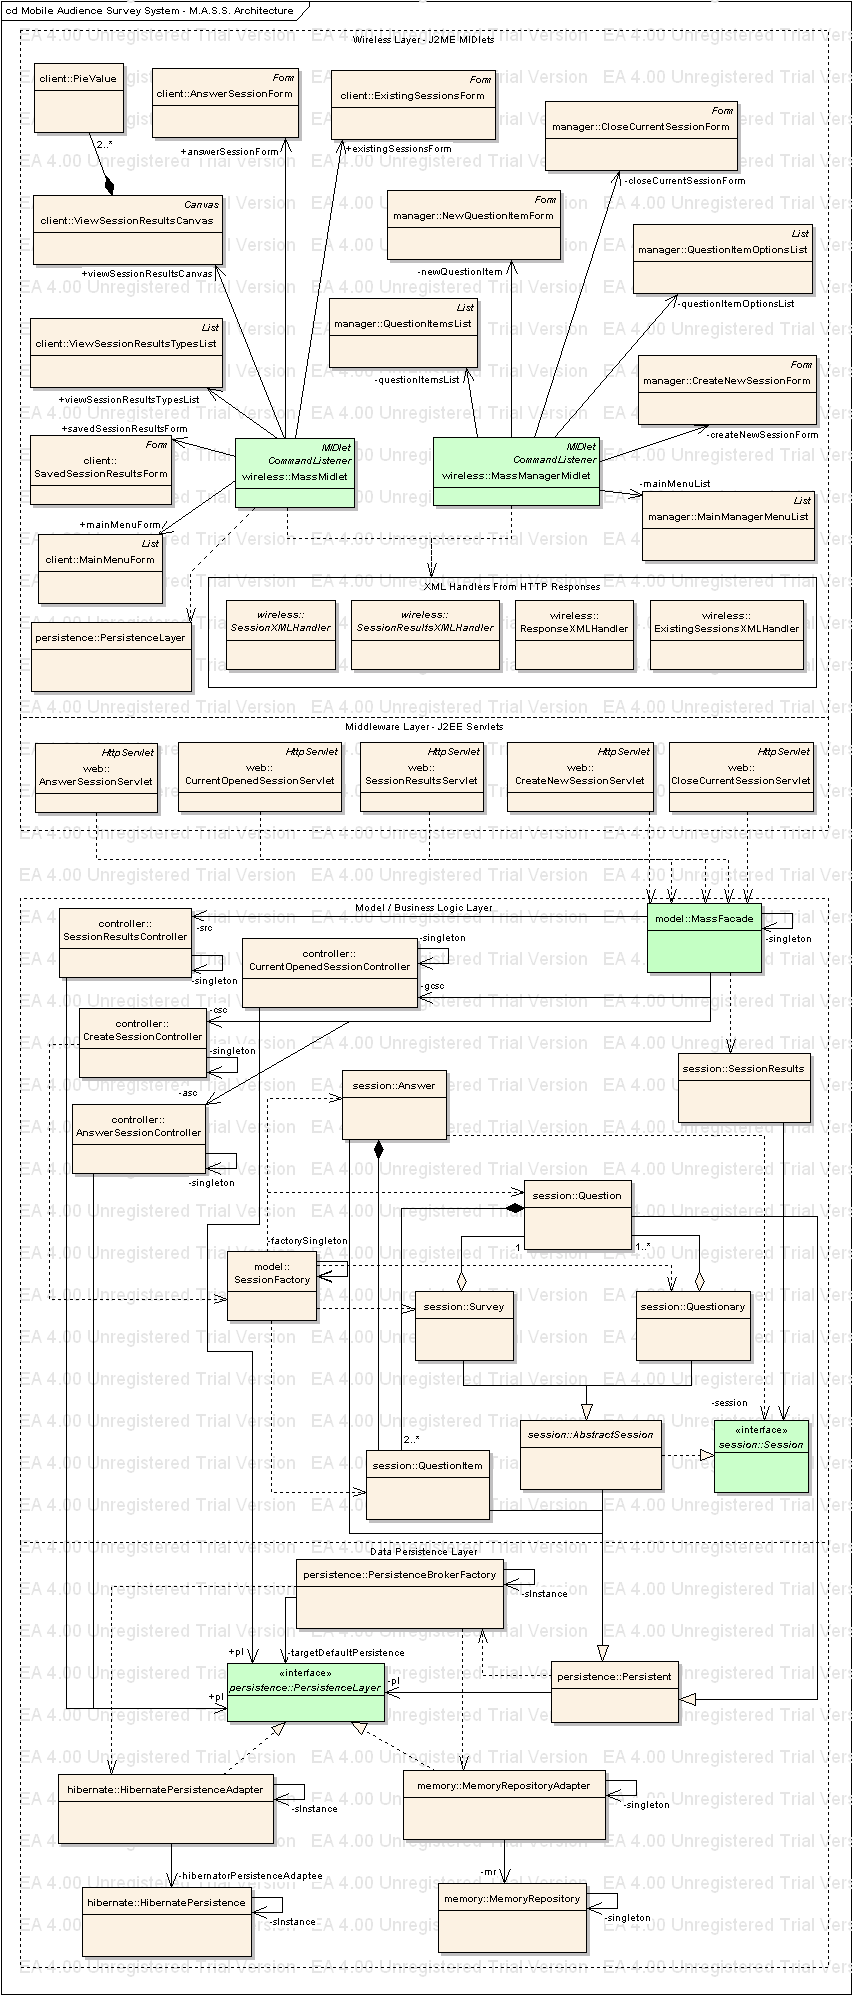 cd Mobile Audience Survey System - M.A.S.S. Architecture
EA 4.00 Unregistered Trial Version
Wireless Layer - J2ME MIDlets
client::PieValue
Form
client::AnswerSessionForm
Form
client::ExistingSessionsForm
Form
manager::CloseCurrentSessionForm
2..*
+answerSessionForm
+existingSessionsForm
-closeCurrentSessionForm
Canvas
client::ViewSessionResultsCanvas
Form
manager::NewQuestionItemForm
List
manager::QuestionItemOptionsList
+viewSessionResultsCanvas
-newQuestionItem
-questionItemOptionsList
List
client::ViewSessionResultsTypesList
List
manager::QuestionItemsList
Form
manager::CreateNewSessionForm
-questionItemsList
+viewSessionResultsTypesList
+savedSessionResultsForm
-createNewSessionForm
Form
client::
SavedSessionResultsForm
MIDlet
CommandListener
wireless::MassMidlet
MIDlet
CommandListener
wireless::MassManagerMidlet
-mainMenuList
List
manager::MainManagerMenuList
+mainMenuForm
List
client::MainMenuForm
XML Handlers From HTTP Responses
wireless::
SessionXMLHandler
wireless::
SessionResultsXMLHandler
wireless::
ResponseXMLHandler
wireless::
ExistingSessionsXMLHandler
persistence::PersistenceLayer
Middleware Layer - J2EE Servlets
HttpServlet
web::
AnswerSessionServlet
HttpServlet
web::
CurrentOpenedSessionServlet
HttpServlet
web::
SessionResultsServlet
HttpServlet
web::
CreateNewSessionServlet
HttpServlet
web::
CloseCurrentSessionServlet
Model / Business Logic Layer
controller::
SessionResultsController
-src
-singleton
model::MassFacade
-singleton
controller::
CurrentOpenedSessionController
-singleton
-gcsc
controller::
CreateSessionController
-csc
-singleton
session::SessionResults
-asc
session::Answer
controller::
AnswerSessionController
-singleton
session::Question
1
1..*
-factorySingleton
model::
SessionFactory
session::Survey
session::Questionary
-session
session::AbstractSession
«interface»
session::Session
2..*
session::QuestionItem
Data Persistence Layer
persistence::PersistenceBrokerFactory
-sInstance
+pl
-targetDefaultPersistence
«interface»
persistence::PersistenceLayer
-pl
+pl
persistence::Persistent
hibernate::HibernatePersistenceAdapter
-sInstance
memory::MemoryRepositoryAdapter
-singleton
-hibernatorPersistenceAdaptee
-mr
hibernate::HibernatePersistence
-sInstance
memory::MemoryRepository
-singleton